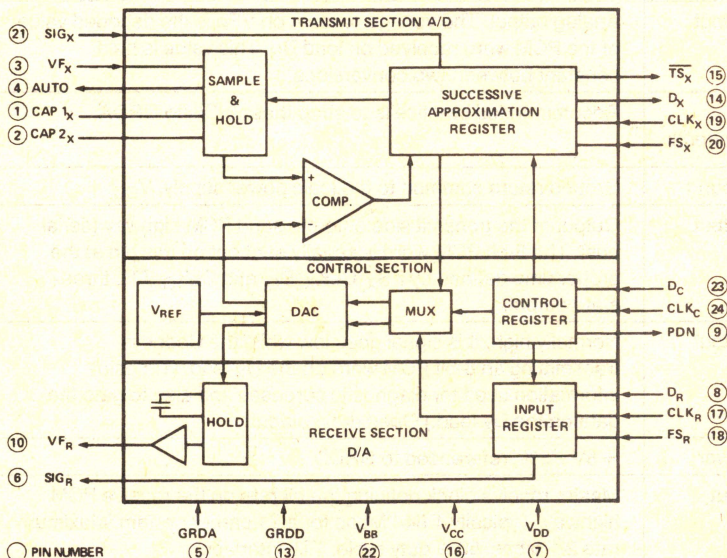 TRANSMIT SECTION A/D
21 SIGX
3 VFX
4 AUTO
1 CAP 1X
2 CAP 2X
SAMPLE
&
HOLD
SUCCESSIVE
APPROXIMATION
REGISTER
TSX 15
DX 14
CLKX 19
FSX 20
+
COMP.
-
CONTROL SECTION
VREF
DAC
MUX
CONTROL
REGISTER
DC 23
CLKC 24
PDN 9
HOLD
INPUT
REGISTER
DR 8
CLKR 17
FSR 18
10 VFR
RECEIVE SECTION
D/A
6 SIGR
GRDA
5
GRDD
13
VBB
22
VCC
16
VDD
7
PIN NUMBER